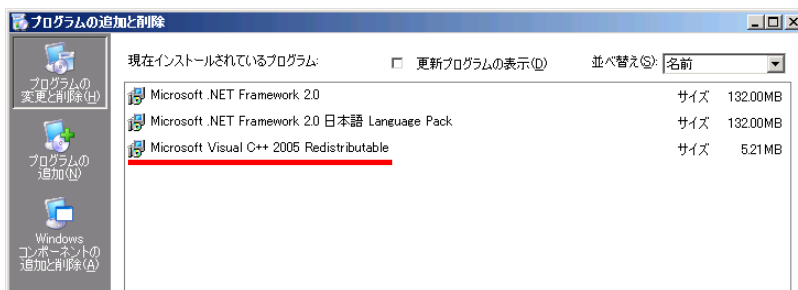 プログラムの追加と削除
現在インストールされているプログラム:
更新プログラムの表示(D)
並べ替え(S):
名前
プログラムの
変更と削除(H)
Microsoft .NET Framework 2.0
サイズ 132.00MB
Microsoft .NET Framework 2.0 日本語 Language Pack
サイズ 132.00MB
Microsoft Visual C++ 2005 Redistributable
サイズ 5.21MB
プログラムの
追加(N)
Windows
コンポーネントの
追加と削除(A)